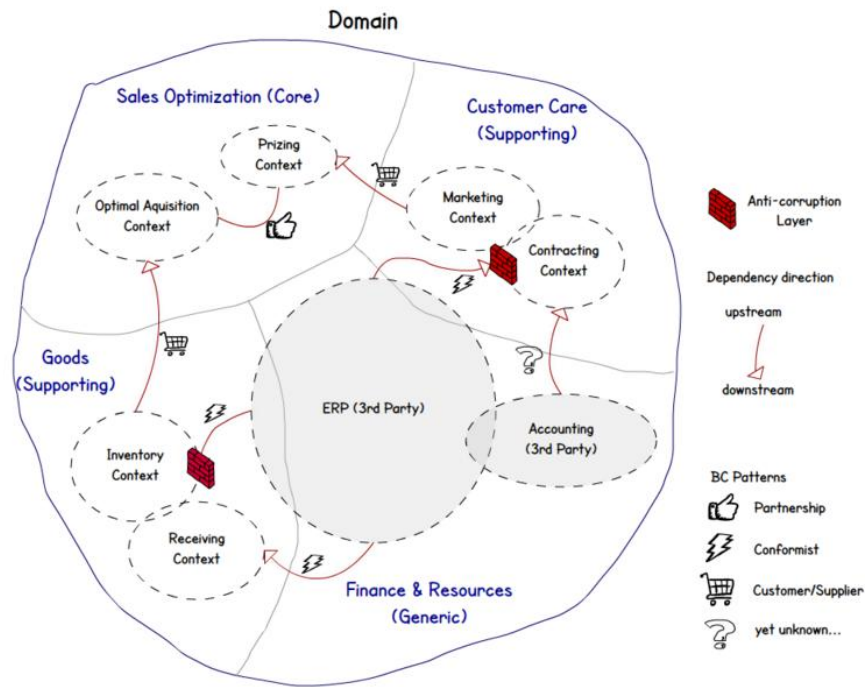 Domain
Sales Optimization (Core)
Customer Care
(Supporting)
Prizing
Context
Optimal Aquisition
Context
Marketing
Context
Contracting
Context
Goods
(Supporting)
ERP (3rd Party)
Accounting
(3rd Party)
Inventory
Context
Receiving
Context
Finance & Resources
(Generic)
Anti-corruption
Layer
Dependency direction
upstream
downstream
BC Patterns
Partnership
Conformist
Customer/Supplier
yet unknown...